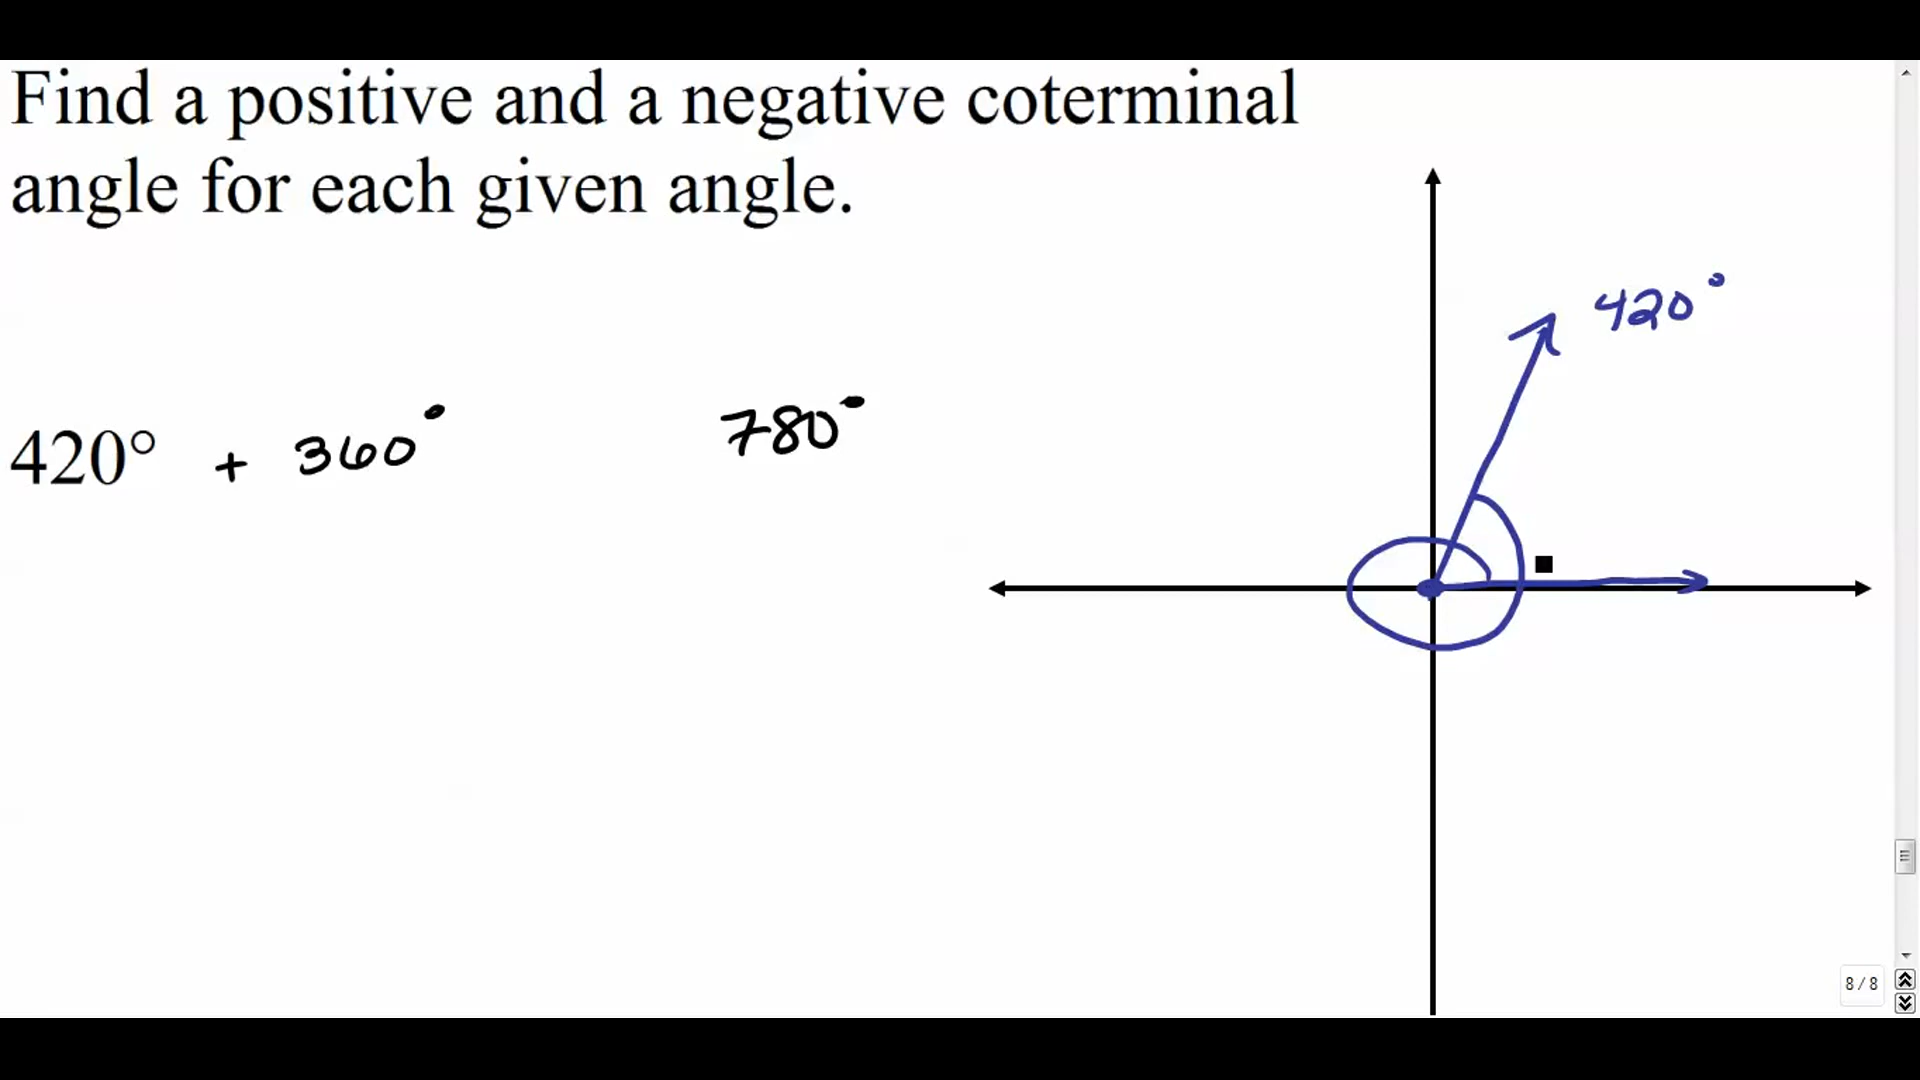 Find a positive and a negative coterminal
angle for each given angle.
420°
420° + 360° 780°
8 / 8